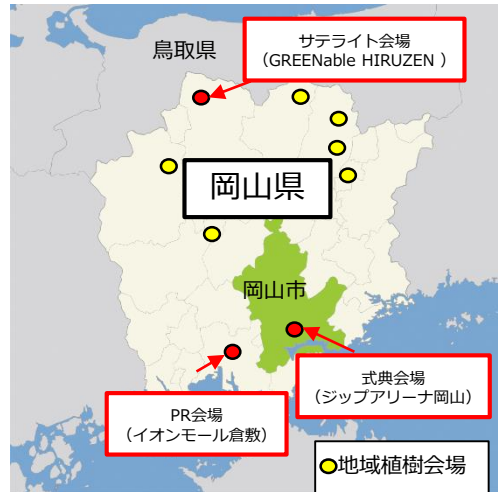 鳥取県
サテライト会場
（GREENable HIRUZEN ）
岡山県
岡山市
式典会場
（ジップアリーナ岡山）
PR会場
（イオンモール倉敷）
地域植樹会場